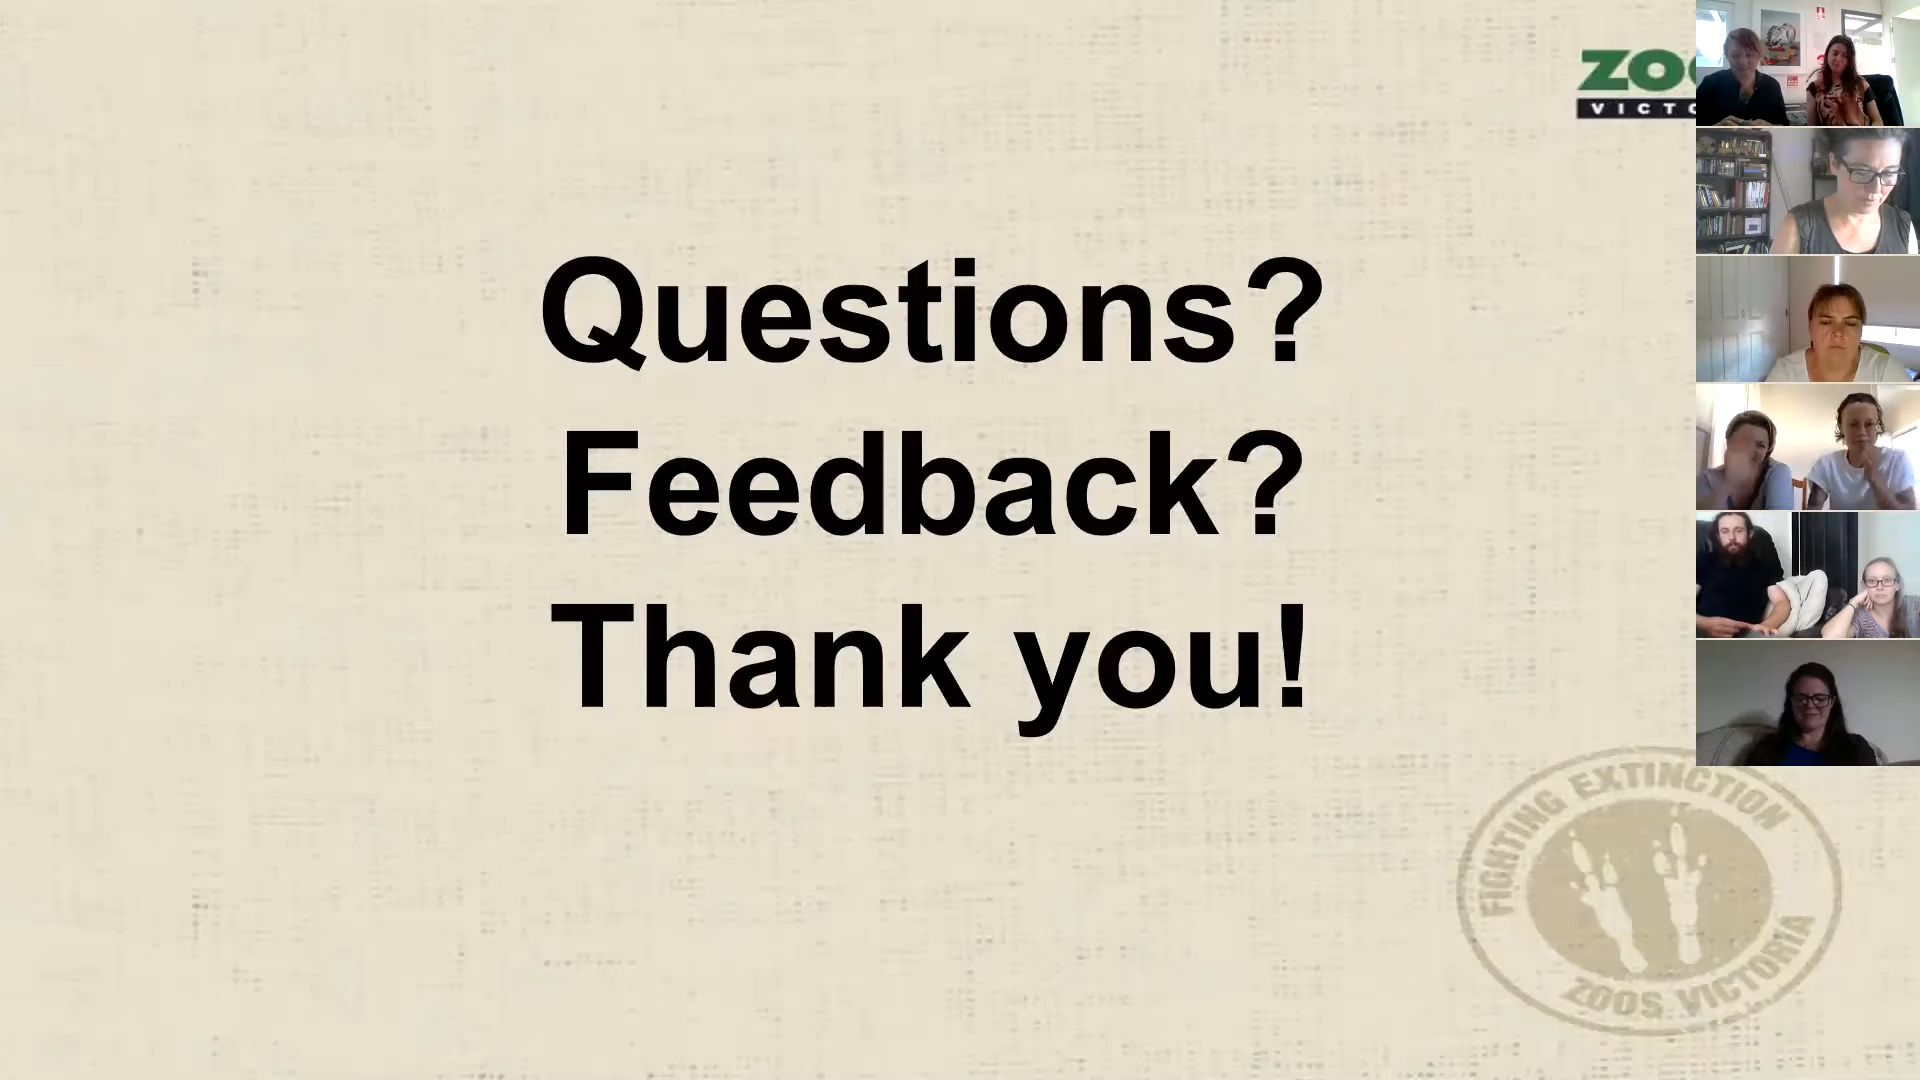 Questions?
Feedback?
Thank you!
FIGHTING EXTINCTION
ZOOS VICTORIA